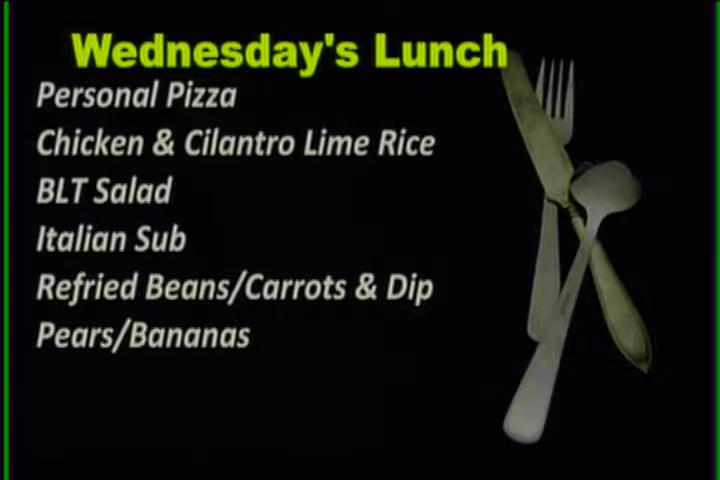 Wednesday's Lunch
Personal Pizza
Chicken & Cilantro Lime Rice
BLT Salad
Italian Sub
Refried Beans/Carrots & Dip
Pears/Bananas